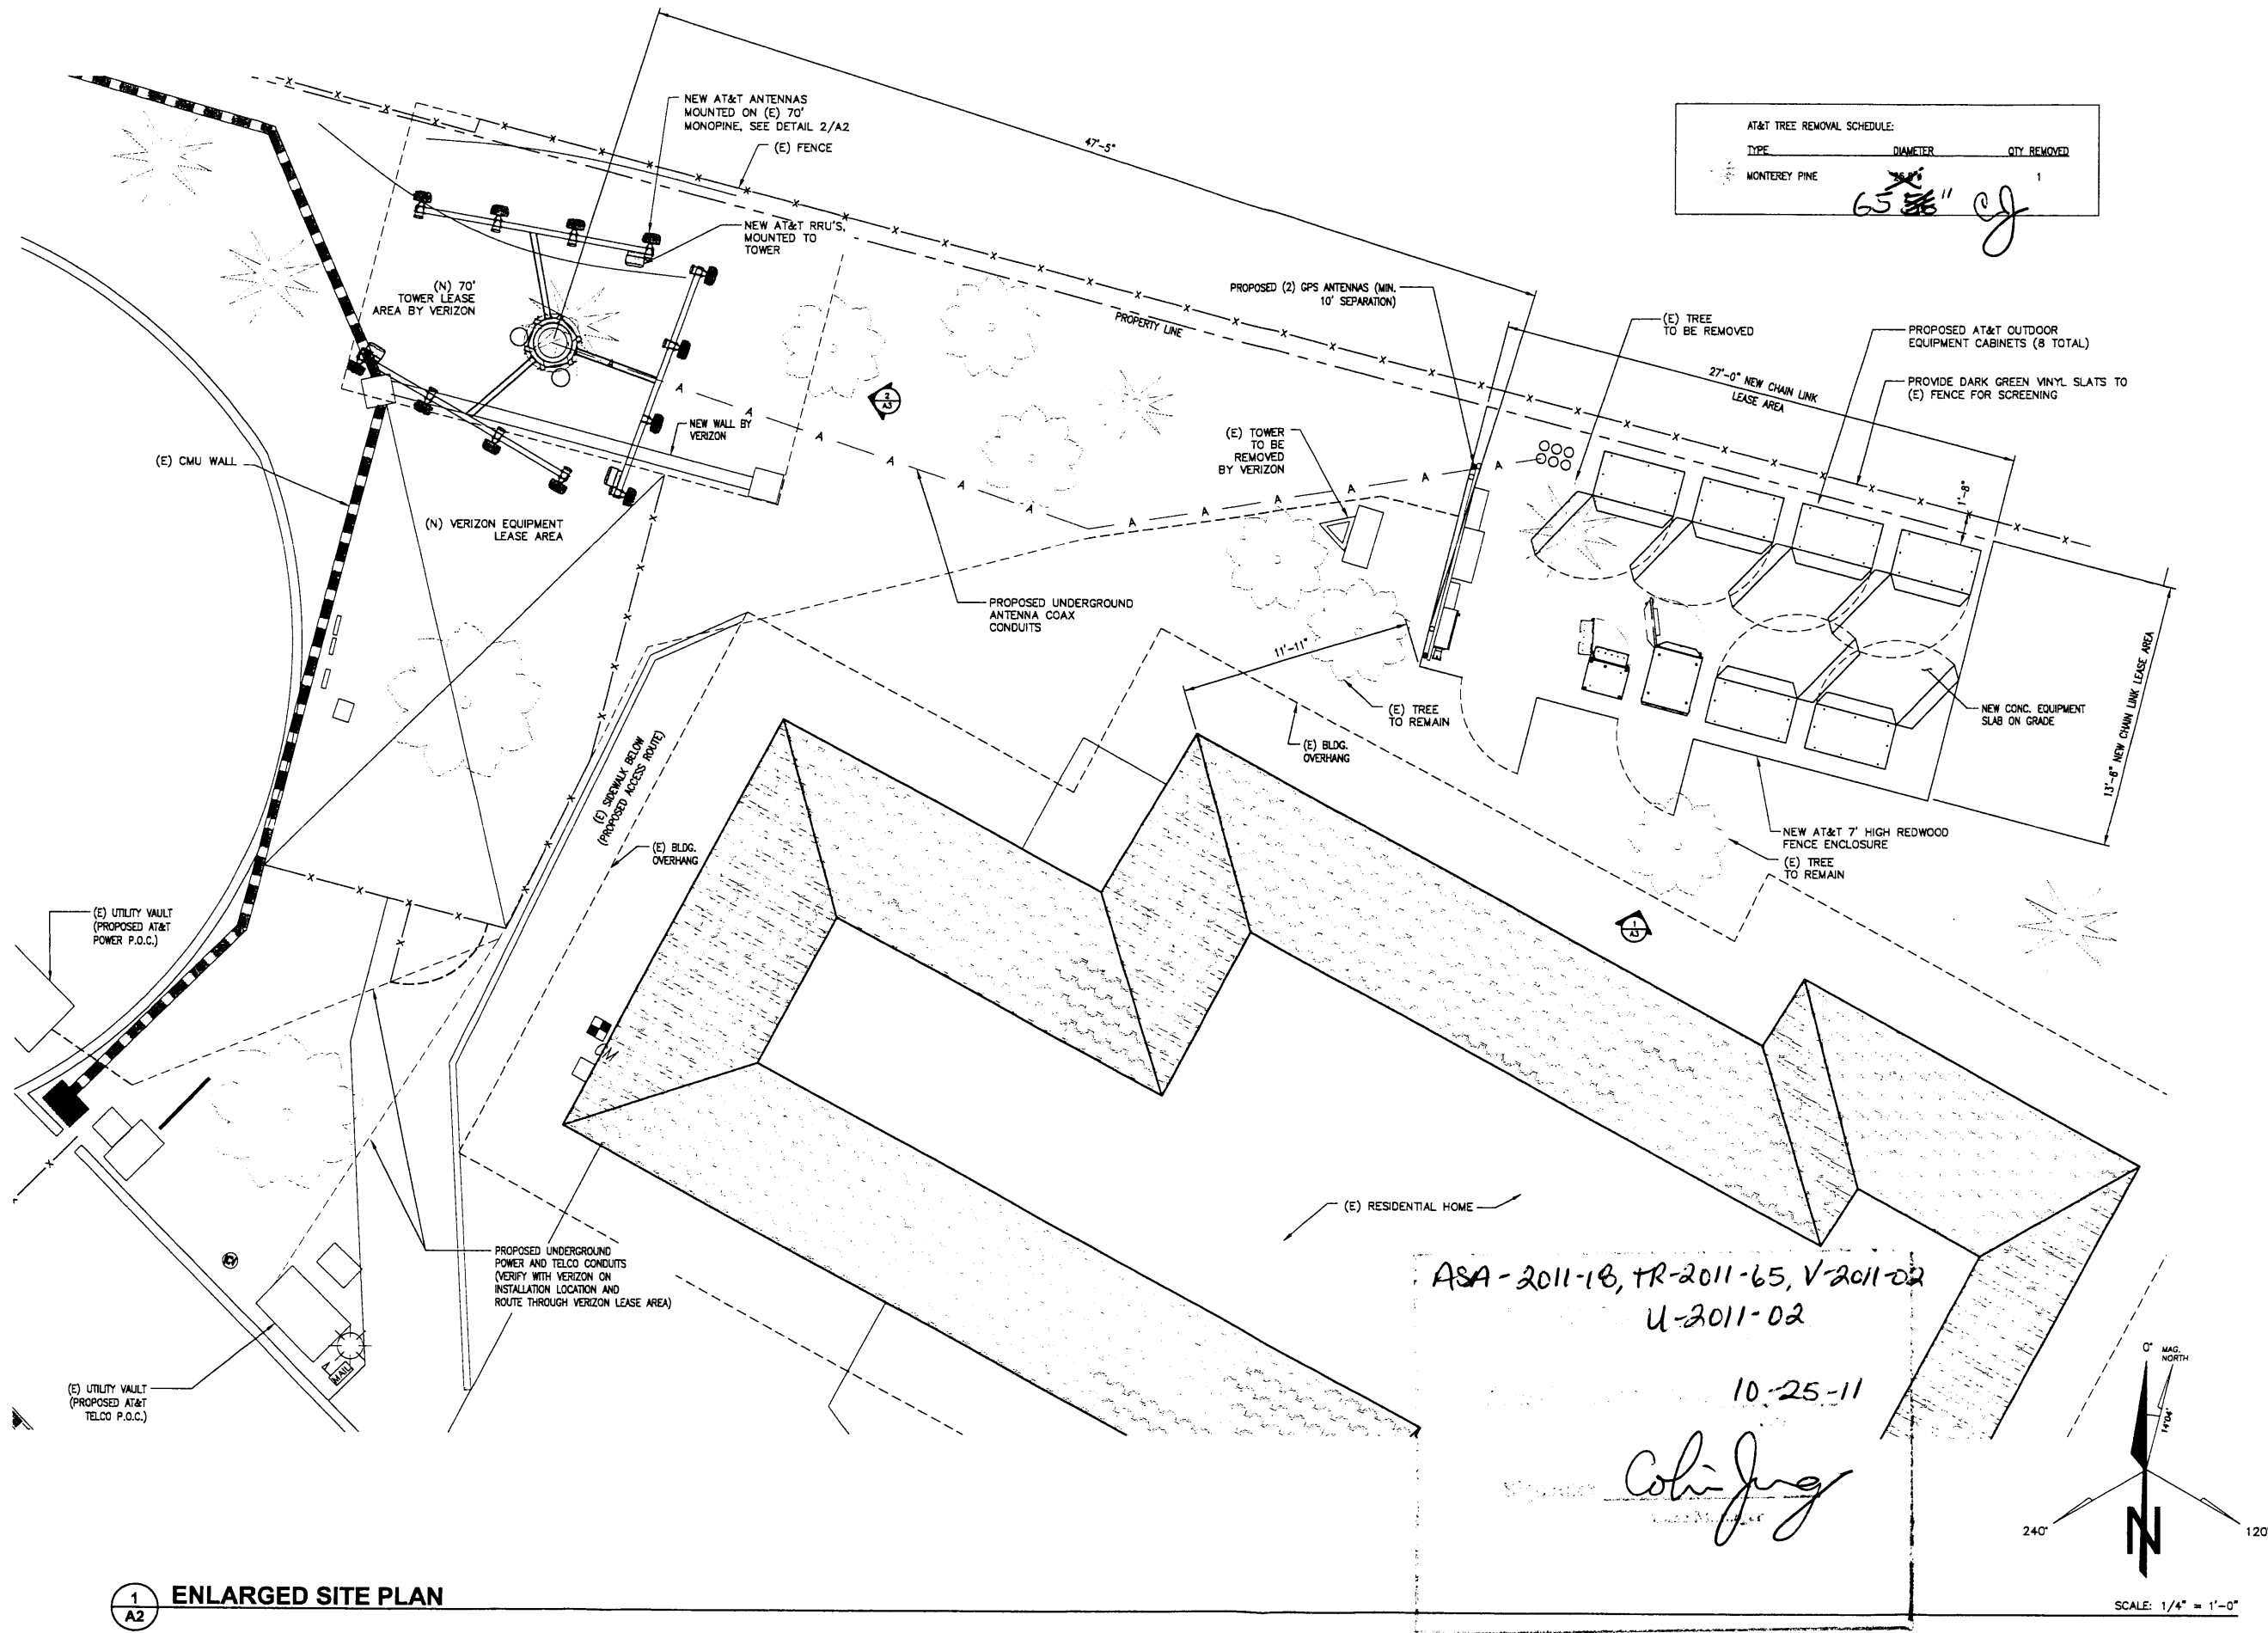 47'-5"
NEW AT&T ANTENNAS
MOUNTED ON (E) 70'
MONOPINE, SEE DETAIL 2/A2
(E) FENCE
NEW AT&T RRU'S,
MOUNTED TO
TOWER
(N) 70'
TOWER LEASE
AREA BY VERIZON
AT&T TREE REMOVAL SCHEDULE:
TYPE DIAMETER QTY REMOVED
MONTEREY PINE 1
65 " CJ
PROPOSED (2) GPS ANTENNAS (MIN.
10' SEPARATION)
PROPERTY LINE
(E) TREE
TO BE REMOVED
PROPOSED AT&T OUTDOOR
EQUIPMENT CABINETS (8 TOTAL)
27'-0" NEW CHAIN LINK
LEASE AREA
PROVIDE DARK GREEN VINYL SLATS TO
(E) FENCE FOR SCREENING
2
A3
NEW WALL BY
VERIZON
(E) TOWER
TO BE
REMOVED
BY VERIZON
(E) CMU WALL
1'-8"
(N) VERIZON EQUIPMENT
LEASE AREA
PROPOSED UNDERGROUND
ANTENNA COAX
CONDUITS
11'-11"
13'-6" NEW CHAIN LINK LEASE AREA
(E) TREE
TO REMAIN
NEW CONC. EQUIPMENT
SLAB ON GRADE
(E) BLDG.
OVERHANG
(E) SIDEWALK BELOW
(PROPOSED ACCESS ROUTE)
(E) BLDG.
OVERHANG
NEW AT&T 7' HIGH REDWOOD
FENCE ENCLOSURE
(E) TREE
TO REMAIN
(E) UTILITY VAULT
(PROPOSED AT&T
POWER P.O.C.)
1
A3
GM
(E) RESIDENTIAL HOME
PROPOSED UNDERGROUND
POWER AND TELCO CONDUITS
(VERIFY WITH VERIZON ON
INSTALLATION LOCATION AND
ROUTE THROUGH VERIZON LEASE AREA)
ICV
MAIL
(E) UTILITY VAULT
(PROPOSED AT&T
TELCO P.O.C.)
ASA-2011-18, TR-2011-65, V-2011-02
U-2011-02
10-25-11
Colin Jung
0° MAG.
NORTH
14°04'
240°
120°
N
1
A2
ENLARGED SITE PLAN
SCALE: 1/4" = 1'-0"